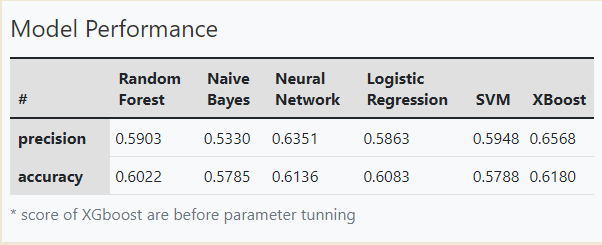 Model Performance
# Random Forest Naive Bayes Neural Network Logistic Regression SVM XBoost
precision 0.5903 0.5330 0.6351 0.5863 0.5948 0.6568
accuracy 0.6022 0.5785 0.6136 0.6083 0.5788 0.6180
* score of XGboost are before parameter tunning